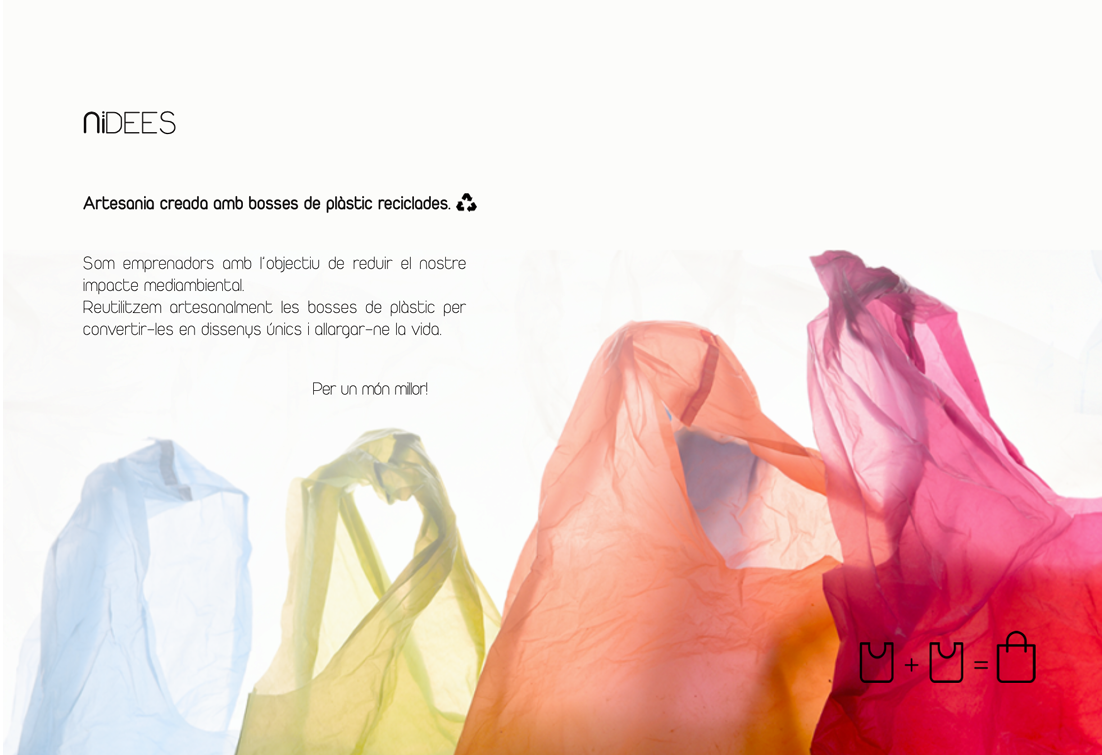 NiDEES
Artesania creada amb bosses de plàstic reciclades.
Som emprenadors amb l'objectiu de reduir el nostre
impacte mediambiental.
Reutilitzem artesanalment les bosses de plàstic per
convertir-les en dissenys únics i allargar-ne la vida.
Per un món millor!
+ =